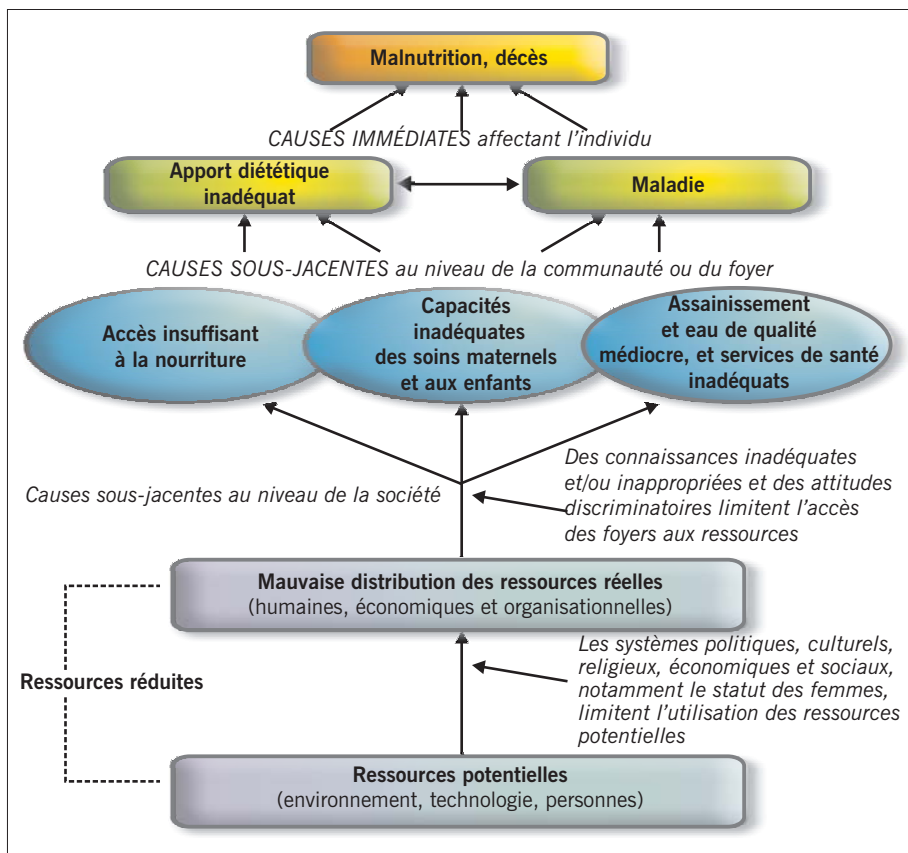 Malnutrition, décès
CAUSES IMMÉDIATES affectant l'individu
Apport diététique
inadéquat
Maladie
CAUSES SOUS-JACENTES au niveau de la communauté ou du foyer
Accès insuffisant
à la nourriture
Capacités
inadéquates
des soins maternels
et aux enfants
Assainissement
et eau de qualité
médiocre, et services de santé
inadéquats
Causes sous-jacentes au niveau de la société
Des connaissances inadéquates
et/ou inappropriées et des attitudes
discriminatoires limitent l'accès
des foyers aux ressources
Mauvaise distribution des ressources réelles
(humaines, économiques et organisationnelles)
Ressources réduites
Les systèmes politiques, culturels,
religieux, économiques et sociaux,
notamment le statut des femmes,
limitent l'utilisation des ressources
potentielles
Ressources potentielles
(environnement, technologie, personnes)